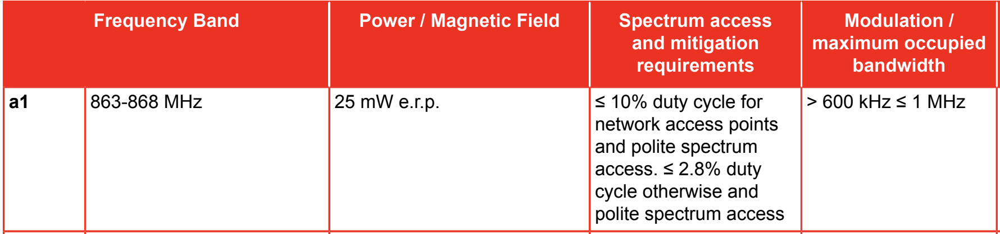 Frequency Band
Power / Magnetic Field
Spectrum access
and mitigation
requirements
Modulation /
maximum occupied
bandwidth
a1
863-868 MHz
25 mW e.r.p.
≤ 10% duty cycle for
network access points
and polite spectrum
access. ≤ 2.8% duty
cycle otherwise and
polite spectrum access
> 600 kHz ≤ 1 MHz